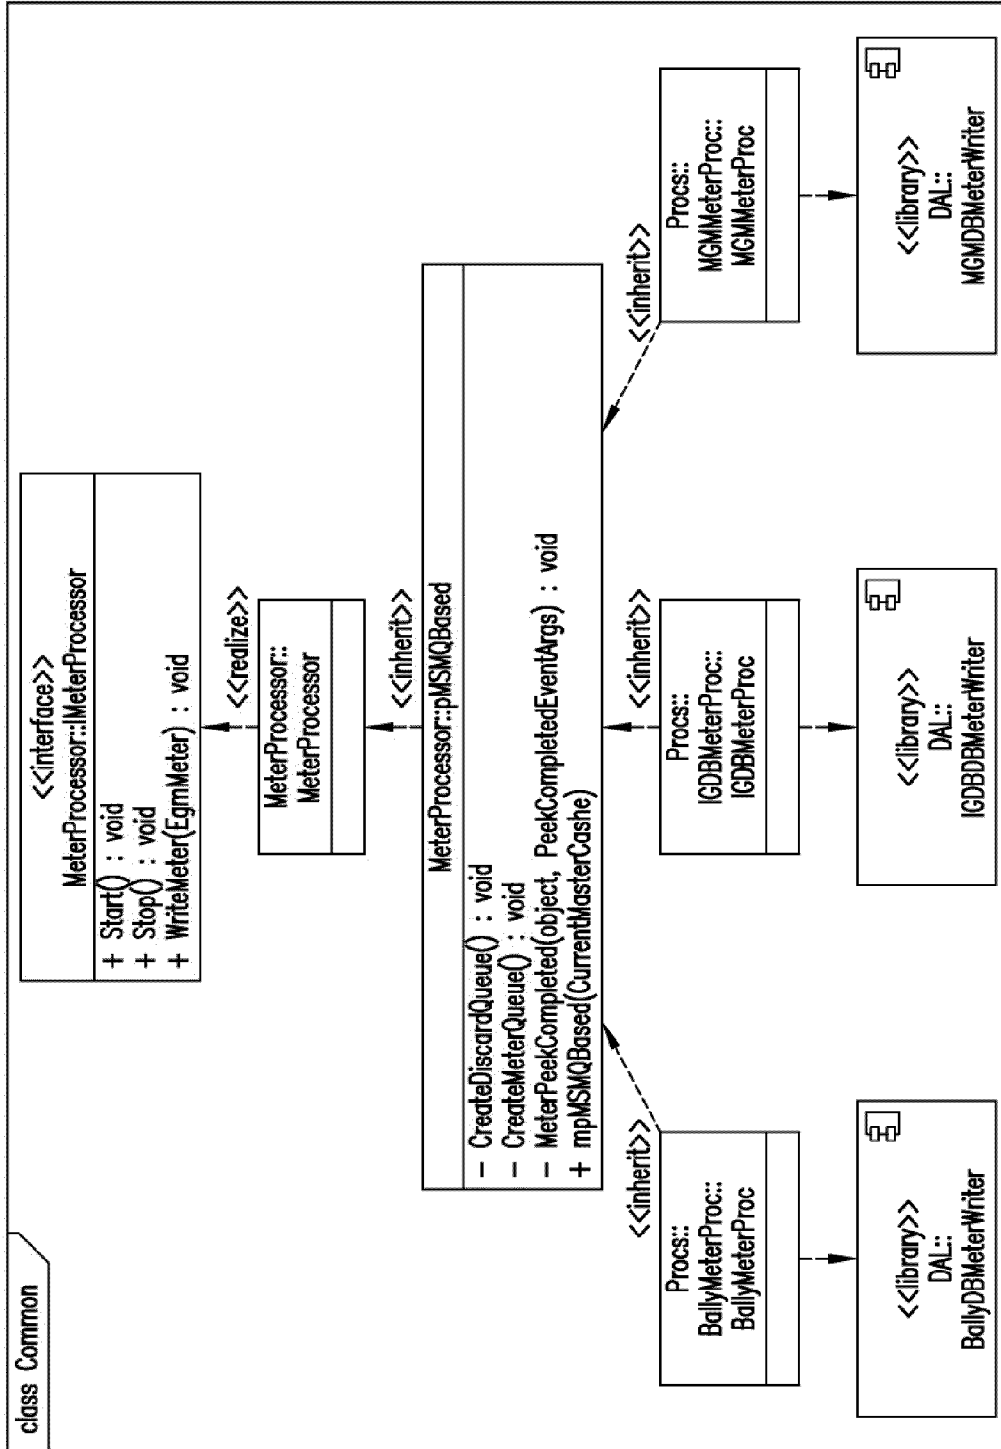 class Common
<<interface>>
MeterProcessor::IMeterProcessor
+ Start() : void
+ Stop() : void
+ WriteMeter(EgmMeter) : void
<<realize>>
MeterProcessor::
MeterProcessor
<<inherit>>
MeterProcessor::pMSMQBased
- CreateDiscardQueue() : void
- CreateMeterQueue() : void
- MeterPeekCompleted(object, PeekCompletedEventArgs) : void
+ mpMSMQBased(CurrentMasterCashe)
<<inherit>>
<<inherit>>
<<inherit>>
Procs::
BallyMeterProc::
BallyMeterProc
Procs::
IGDBMeterProc::
IGDBMeterProc
Procs::
MGMMeterProc::
MGMMeterProc
<<library>>
DAL::
BallyDBMeterWriter
<<library>>
DAL::
IGDBDBMeterWriter
<<library>>
DAL::
MGMDBMeterWriter